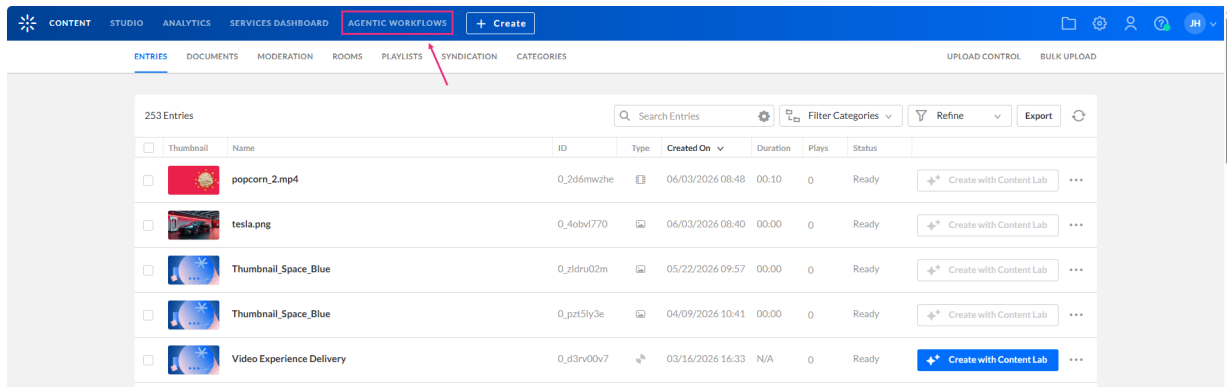 CONTENT STUDIO ANALYTICS SERVICES DASHBOARD AGENTIC WORKFLOWS + Create JH
ENTRIES DOCUMENTS MODERATION ROOMS PLAYLISTS SYNDICATION CATEGORIES UPLOAD CONTROL BULK UPLOAD
253 Entries Search Entries Filter Categories Refine Export
Thumbnail Name ID Type Created On Duration Plays Status
popcorn_2.mp4 0_2d6mwzhe 06/03/2026 08:48 00:10 0 Ready Create with Content Lab
tesla.png 0_4obvl770 06/03/2026 08:40 00:00 0 Ready Create with Content Lab
Thumbnail_Space_Blue 0_zldru02m 05/22/2026 09:57 00:00 0 Ready Create with Content Lab
Thumbnail_Space_Blue 0_pzt5ly3e 04/09/2026 10:41 00:00 0 Ready Create with Content Lab
Video Experience Delivery 0_d3rv00v7 03/16/2026 16:33 N/A 0 Ready Create with Content Lab